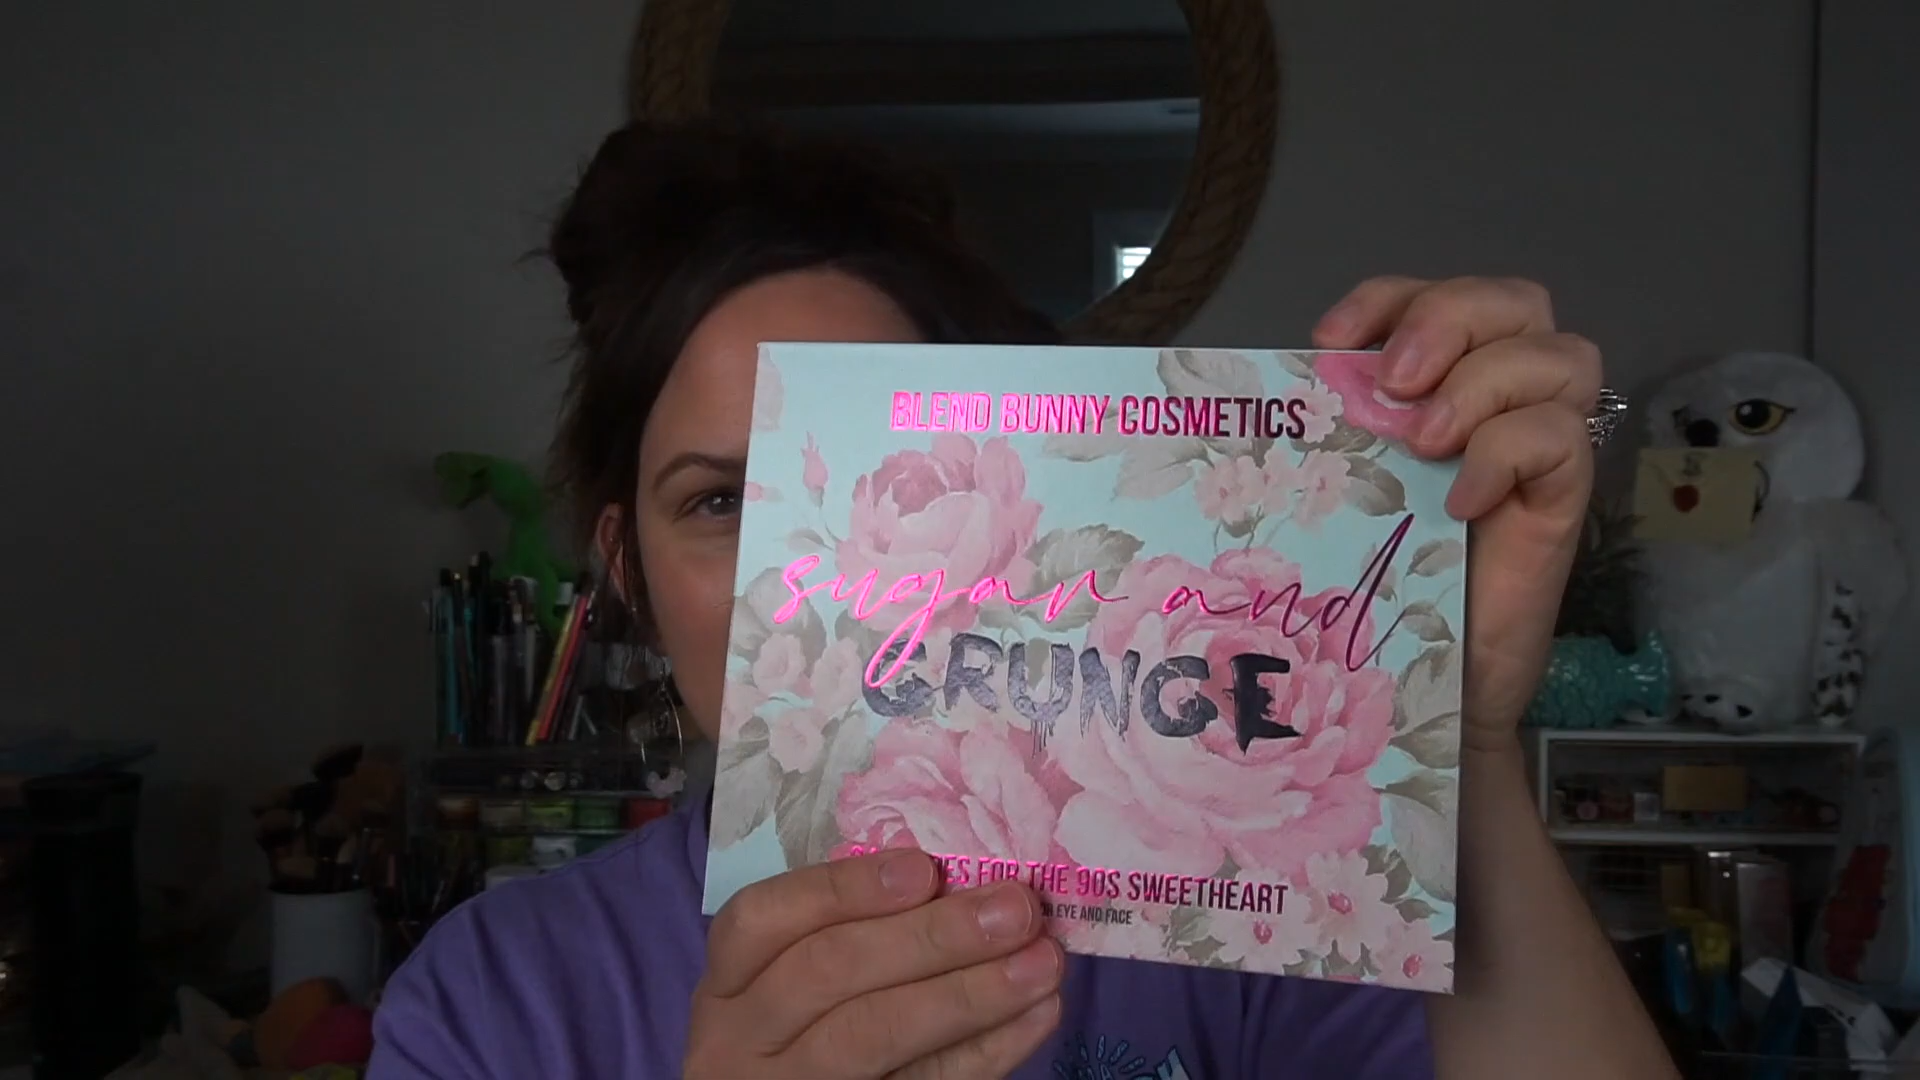 BLEND BUNNY COSMETICS
sugar and
GRUNGE
FOR THE 90S SWEETHEART
EYE AND FACE